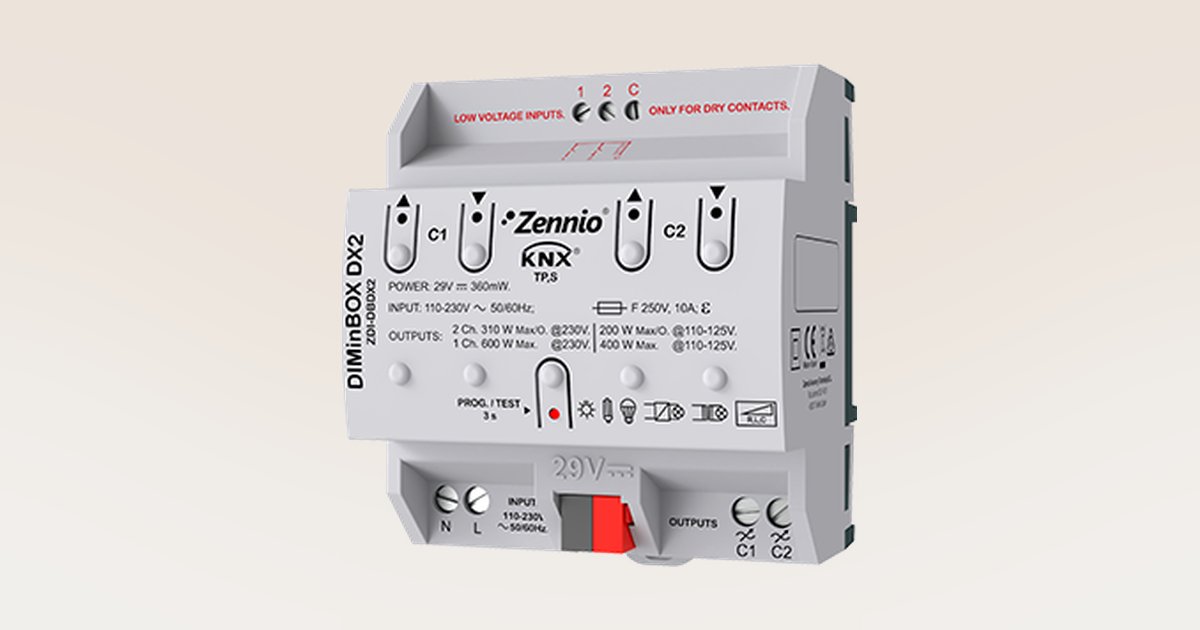 1 2 C
LOW VOLTAGE INPUTS. ONLY FOR DRY CONTACTS.
C1 Zennio® C2
KNX®
TP,S
DIMinBOX DX2
ZDI-DBDX2
POWER: 29V ⎓ 360mW.
INPUT: 110-230V ~ 50/60Hz; F 250V, 10A;
OUTPUTS: 2 Ch. 310 W Max/O. @230V. 200 W Max/O. @110-125V.
1 Ch. 600 W Max. @230V. 400 W Max. @110-125V.
PROG. / TEST
3 s
R,L,C
CE
29V ⎓
N L
INPUT
110-230V
~50/60Hz.
OUTPUTS
C1 C2